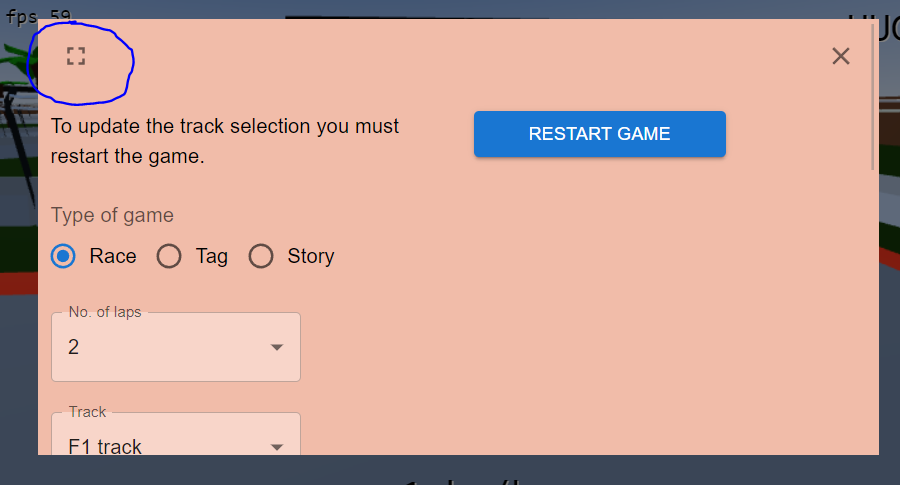 fps 59
To update the track selection you must
restart the game.
RESTART GAME
Type of game
Race Tag Story
No. of laps
2
Track
F1 track